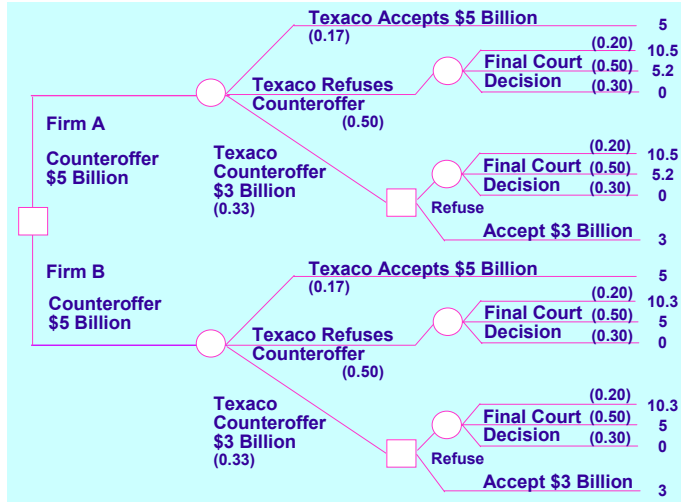 Texaco Accepts $5 Billion 5
(0.17)
(0.20) 10.5
Final Court (0.50) 5.2
Decision (0.30) 0
Texaco Refuses
Counteroffer
(0.50)
Firm A
Counteroffer
$5 Billion
Texaco
Counteroffer
$3 Billion
(0.33)
(0.20) 10.5
Final Court (0.50) 5.2
Decision (0.30) 0
Refuse
Accept $3 Billion 3
Firm B
Counteroffer
$5 Billion
Texaco Accepts $5 Billion 5
(0.17)
(0.20) 10.3
Final Court (0.50) 5
Decision (0.30) 0
Texaco Refuses
Counteroffer
(0.50)
Texaco
Counteroffer
$3 Billion
(0.33)
(0.20) 10.3
Final Court (0.50) 5
Decision (0.30) 0
Refuse
Accept $3 Billion 3